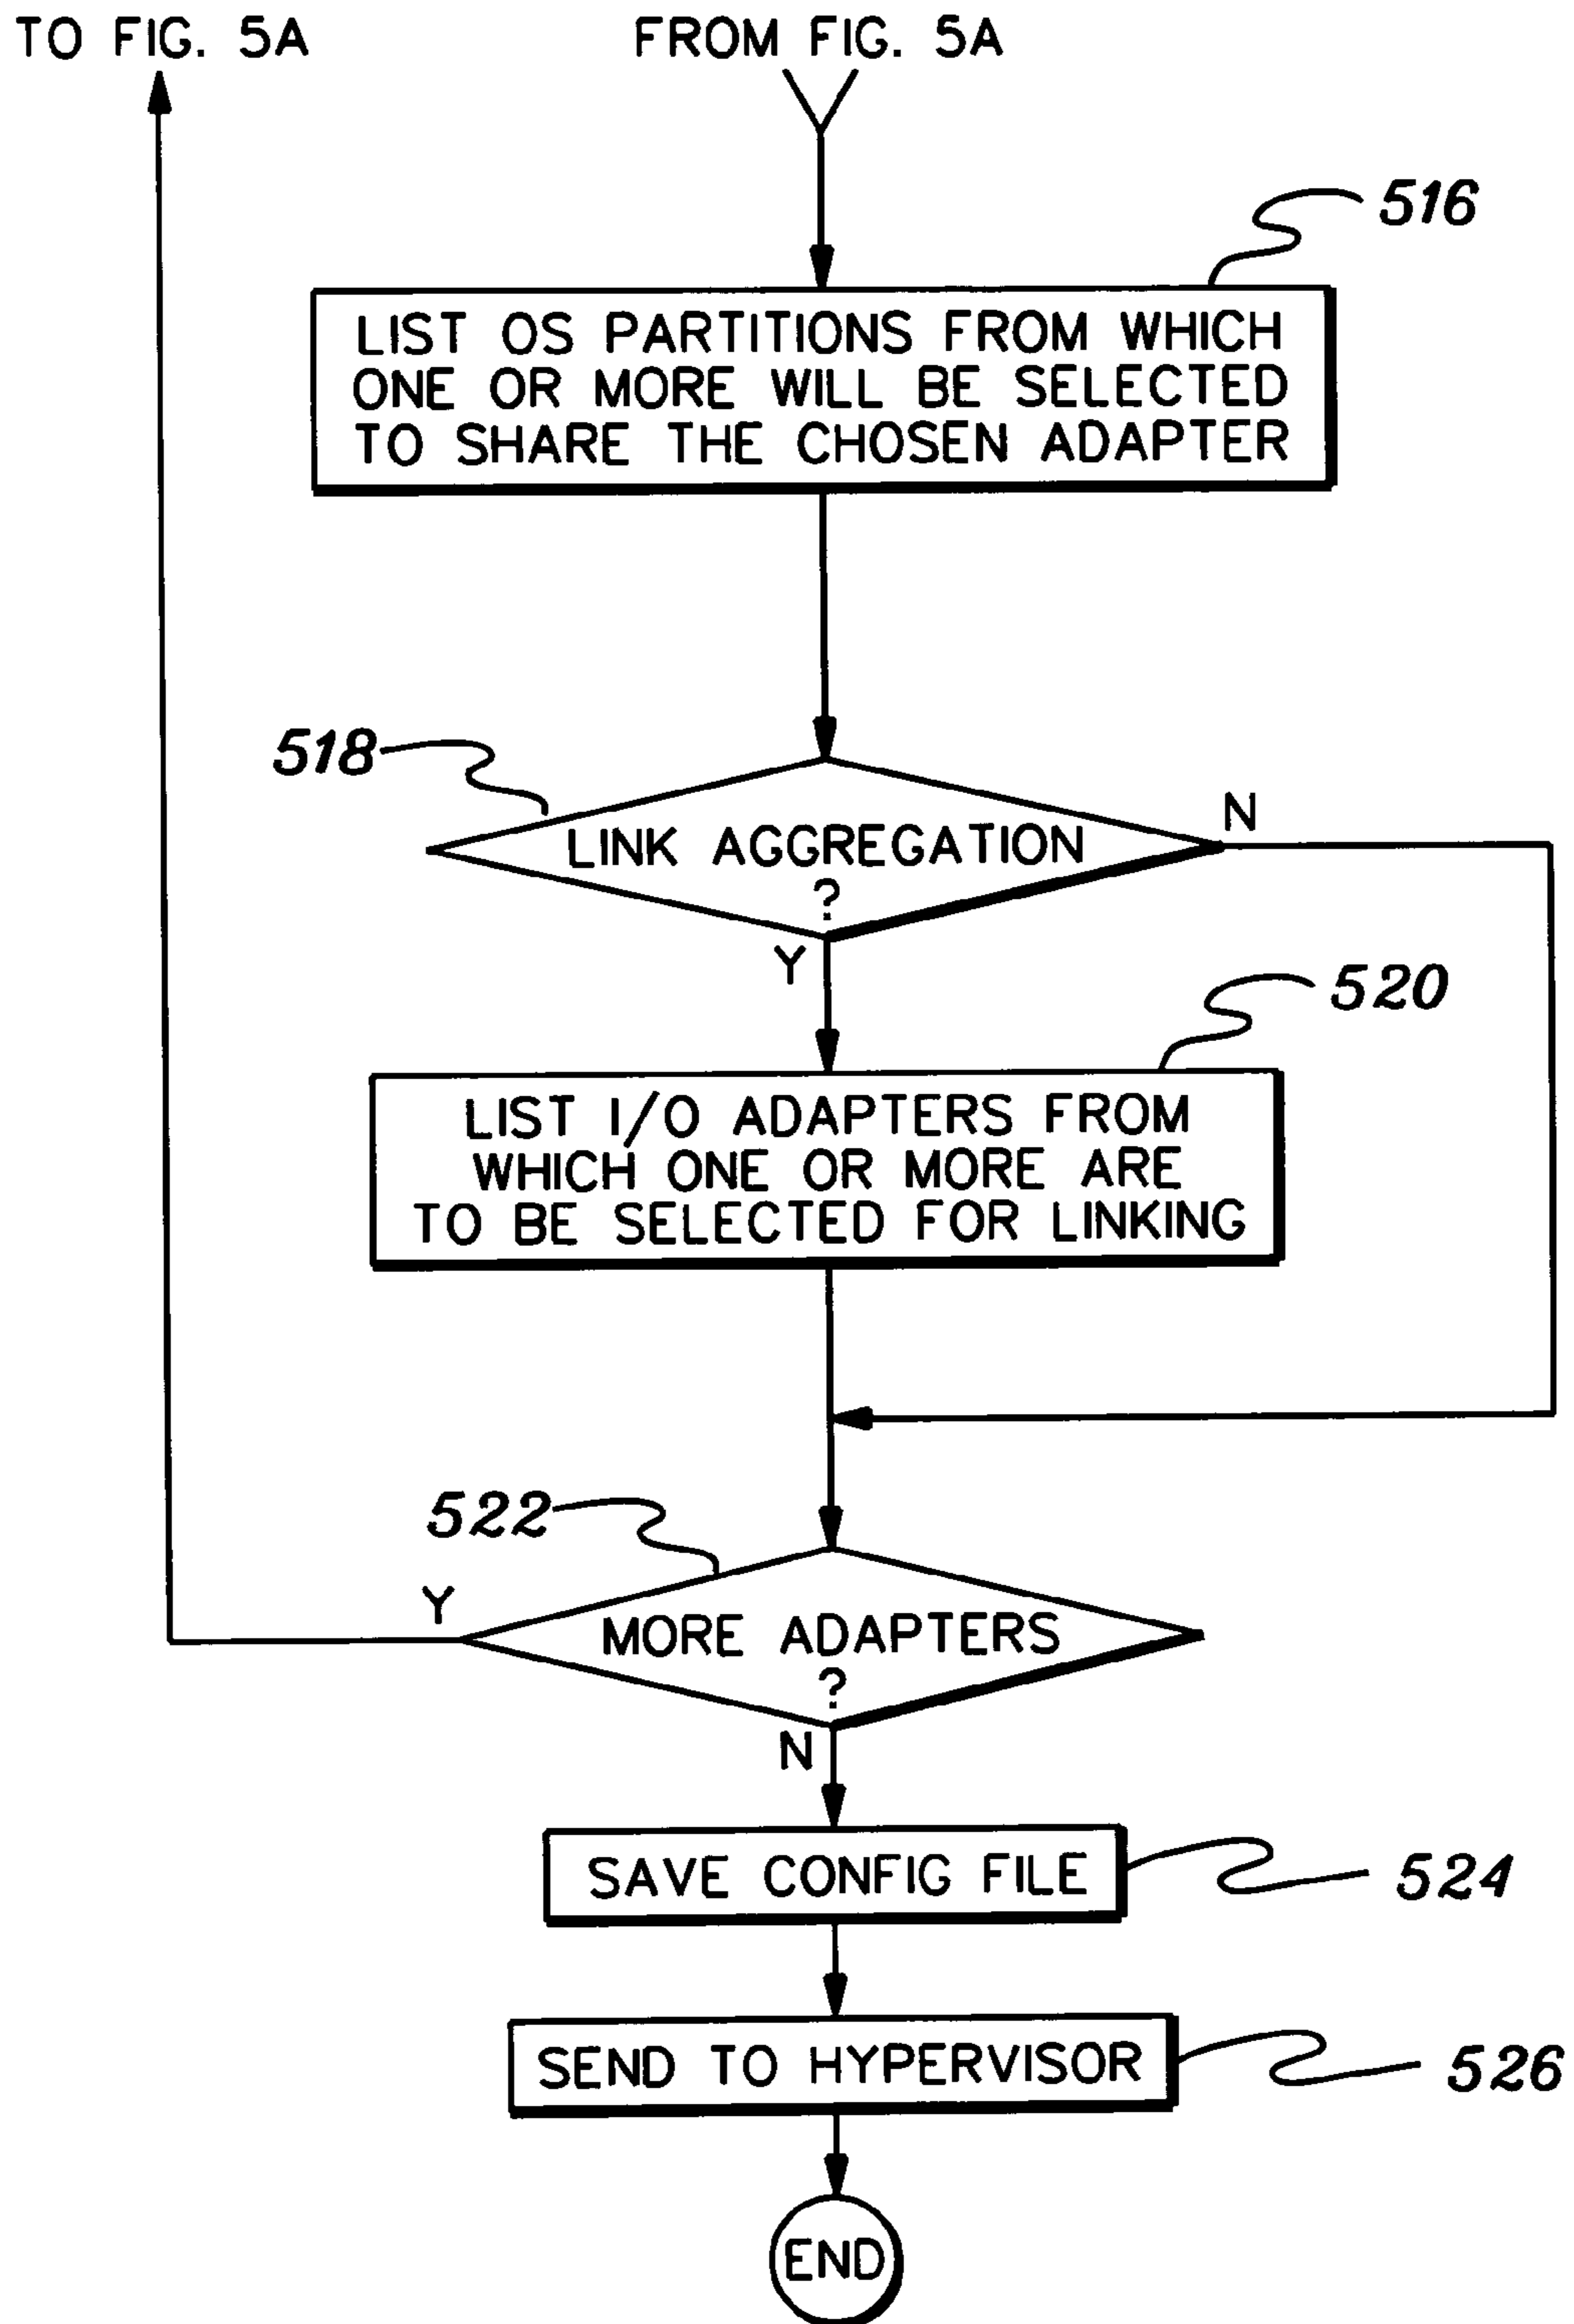 TO FIG. 5A
FROM FIG. 5A
516
LIST OS PARTITIONS FROM WHICH
ONE OR MORE WILL BE SELECTED
TO SHARE THE CHOSEN ADAPTER
518
N
LINK AGGREGATION
?
Y
520
LIST I/O ADAPTERS FROM
WHICH ONE OR MORE ARE
TO BE SELECTED FOR LINKING
522
Y
MORE ADAPTERS
?
N
SAVE CONFIG FILE
524
SEND TO HYPERVISOR
526
END